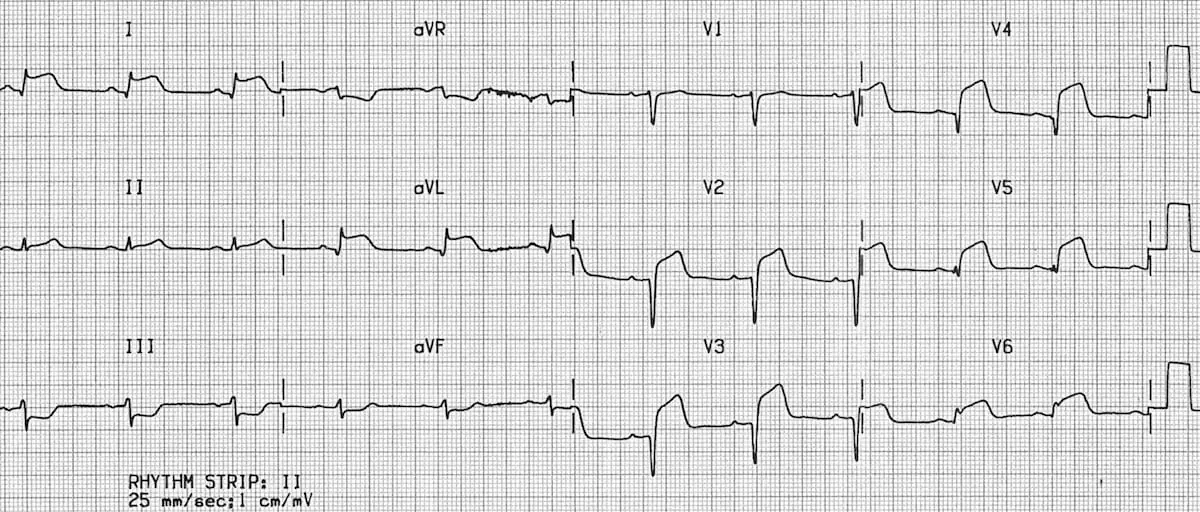 I aVR V1 V4
II aVL V2 V5
III aVF V3 V6
RHYTHM STRIP: II
25 mm/sec;1 cm/mV